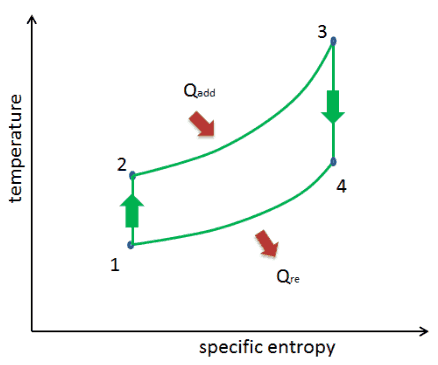 3
Qadd
2
4
1
Qre
temperature
specific entropy